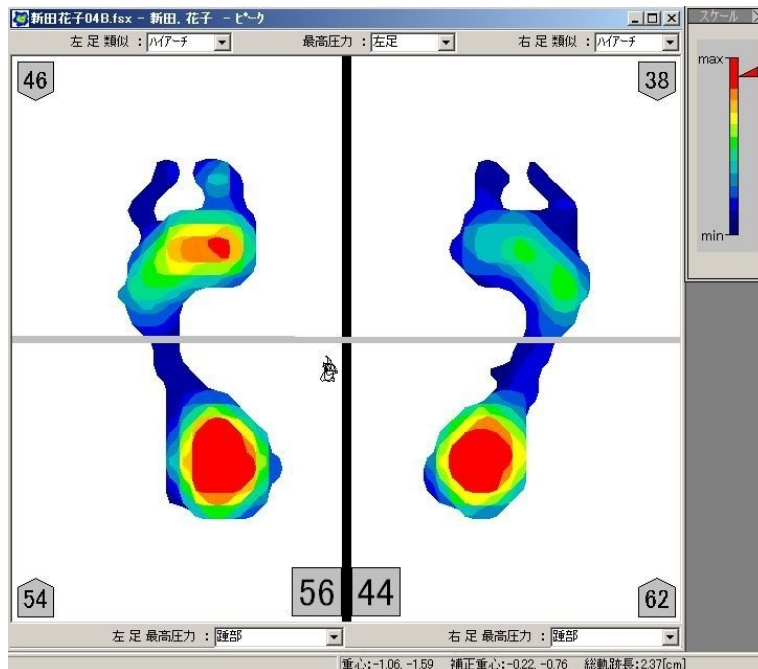 新田花子04B.fsx - 新田, 花子 - ﾋﾟｰｸ
スケール
左 足 類似 : ﾊｲｱｰﾁ
最高圧力 : 左足
右 足 類似 : ﾊｲｱｰﾁ
46
38
max
min
54
56
44
62
左 足 最高圧力 : 踵部
右 足 最高圧力 : 踵部
重心:-1.06, -1.59 補正重心:-0.22, -0.76 総軌跡長:2.37[cm]